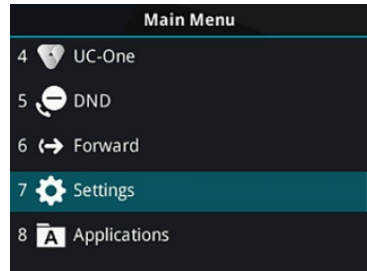 Main Menu
4 UC-One
5 DND
6 Forward
7 Settings
8 A Applications